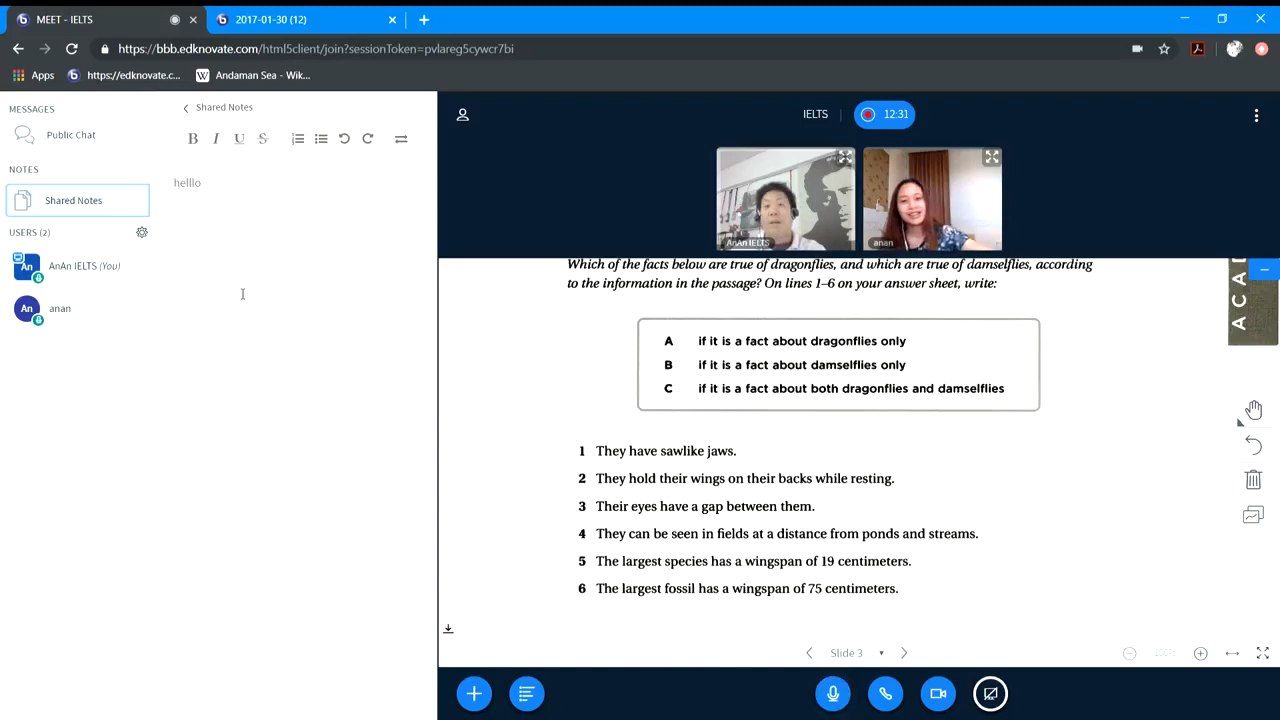 MEET - IELTS
2017-01-30 (12)
https://bbb.edknovate.com/html5client/join?sessionToken=pvlareg5cywcr7bi
Apps
https://edknovate.c...
W
Andaman Sea - Wik...
MESSAGES
Public Chat
NOTES
Shared Notes
USERS (2)
An
AnAn IELTS (You)
An
anan
Shared Notes
B I U S
helllo
IELTS
12:31
AnAn IELTS
anan
Which of the facts below are true of dragonflies, and which are true of damselflies, according
to the information in the passage? On lines 1–6 on your answer sheet, write:
A if it is a fact about dragonflies only
B if it is a fact about damselflies only
C if it is a fact about both dragonflies and damselflies
1 They have sawlike jaws.
2 They hold their wings on their backs while resting.
3 Their eyes have a gap between them.
4 They can be seen in fields at a distance from ponds and streams.
5 The largest species has a wingspan of 19 centimeters.
6 The largest fossil has a wingspan of 75 centimeters.
ACAD
Slide 3